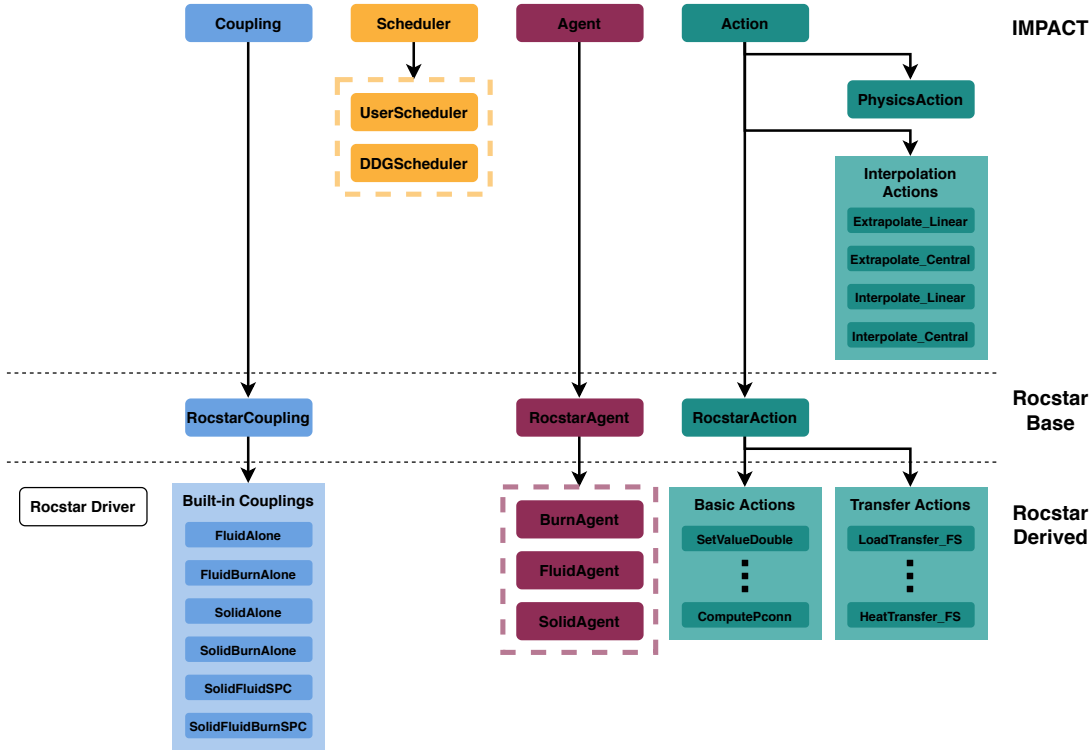 Coupling
Scheduler
Agent
Action
IMPACT
UserScheduler
DDGScheduler
PhysicsAction
Interpolation
Actions
Extrapolate_Linear
Extrapolate_Central
Interpolate_Linear
Interpolate_Central
RocstarCoupling
RocstarAgent
RocstarAction
Rocstar
Base
Rocstar Driver
Built-in Couplings
FluidAlone
FluidBurnAlone
SolidAlone
SolidBurnAlone
SolidFluidSPC
SolidFluidBurnSPC
BurnAgent
FluidAgent
SolidAgent
Basic Actions
SetValueDouble
ComputePconn
Transfer Actions
LoadTransfer_FS
HeatTransfer_FS
Rocstar
Derived